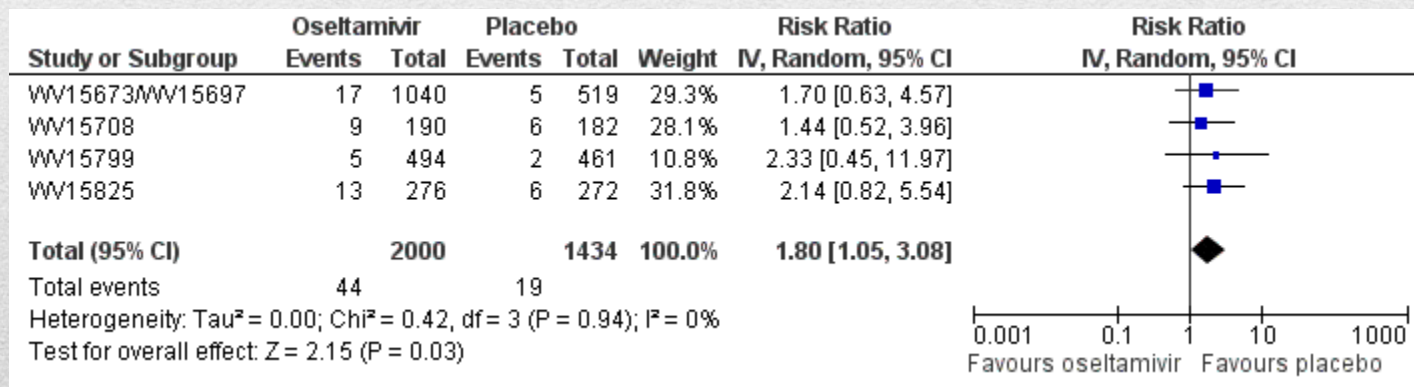 Oseltamivir Placebo Risk Ratio Risk Ratio
Study or Subgroup Events Total Events Total Weight IV, Random, 95% CI IV, Random, 95% CI
WV15673/WV15697 17 1040 5 519 29.3% 1.70 [0.63, 4.57]
WV15708 9 190 6 182 28.1% 1.44 [0.52, 3.96]
WV15799 5 494 2 461 10.8% 2.33 [0.45, 11.97]
WV15825 13 276 6 272 31.8% 2.14 [0.82, 5.54]
Total (95% CI) 2000 1434 100.0% 1.80 [1.05, 3.08]
Total events 44 19
Heterogeneity: Tau² = 0.00; Chi² = 0.42, df = 3 (P = 0.94); I² = 0%
Test for overall effect: Z = 2.15 (P = 0.03)
0.001 0.1 1 10 1000
Favours oseltamivir Favours placebo